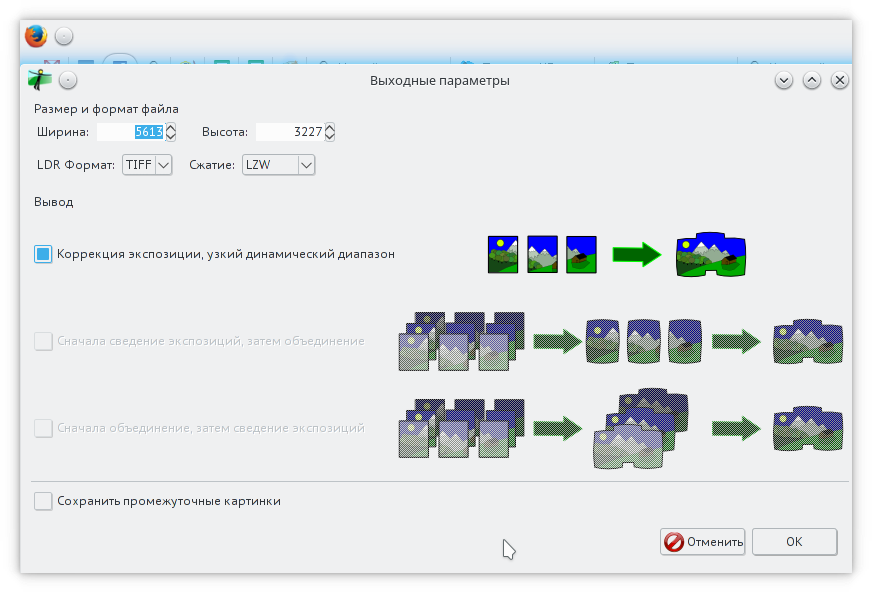 Выходные параметры
Размер и формат файла
Ширина: 5613 Высота: 3227
LDR Формат: TIFF Сжатие: LZW
Вывод
Коррекция экспозиции, узкий динамический диапазон
Сначала сведение экспозиций, затем объединение
Сначала объединение, затем сведение экспозиций
Сохранить промежуточные картинки
Отменить OK